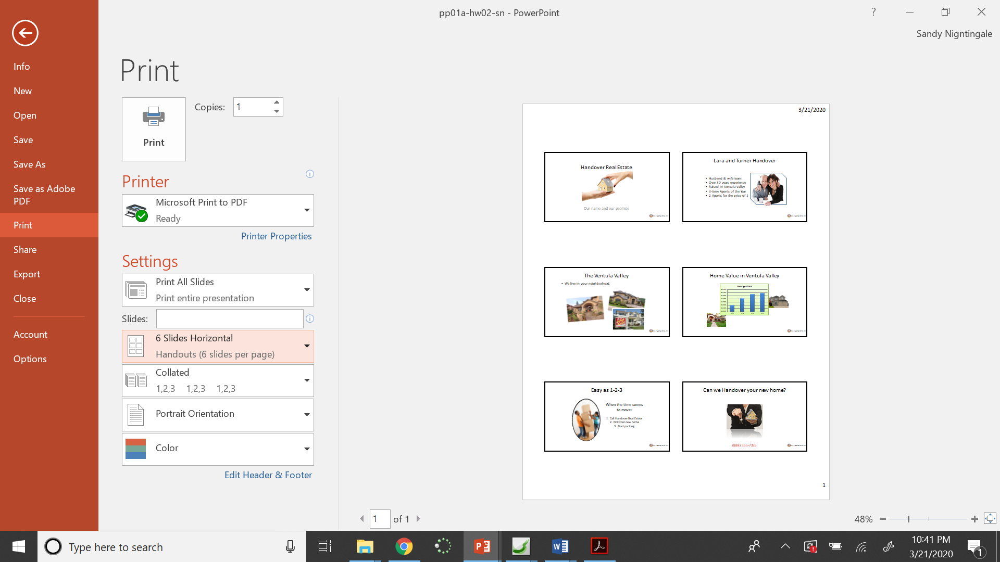 pp01a-hw02-sn - PowerPoint
?
Sandy Nigntingale
Info
New
Open
Save
Save As
Save as Adobe
PDF
Print
Share
Export
Close
Account
Options
Print
Print
Copies:
1
Printer
Microsoft Print to PDF
Ready
Printer Properties
Settings
Print All Slides
Print entire presentation
Slides:
6 Slides Horizontal
Handouts (6 slides per page)
Collated
1,2,3 1,2,3 1,2,3
Portrait Orientation
Color
Edit Header & Footer
3/21/2020
Handover Real Estate
Our name and our promise
Lara and Turner Handover
• Husband & wife team
• Over 30 years experience
• Raised in Ventula Valley
• 3-time Agents of the Year
• 2 Agents for the price of 1
The Ventula Valley
• We live in your neighborhood.
Home Value in Ventula Valley
Average Price
Easy as 1-2-3
When the time comes
to move:
1. Call Handover Real Estate
2. Pick your new home
3. Start packing
Can we Handover your new home?
(888) 555-7355
1
1 of 1
48%
Type here to search
10:41 PM
3/21/2020
1